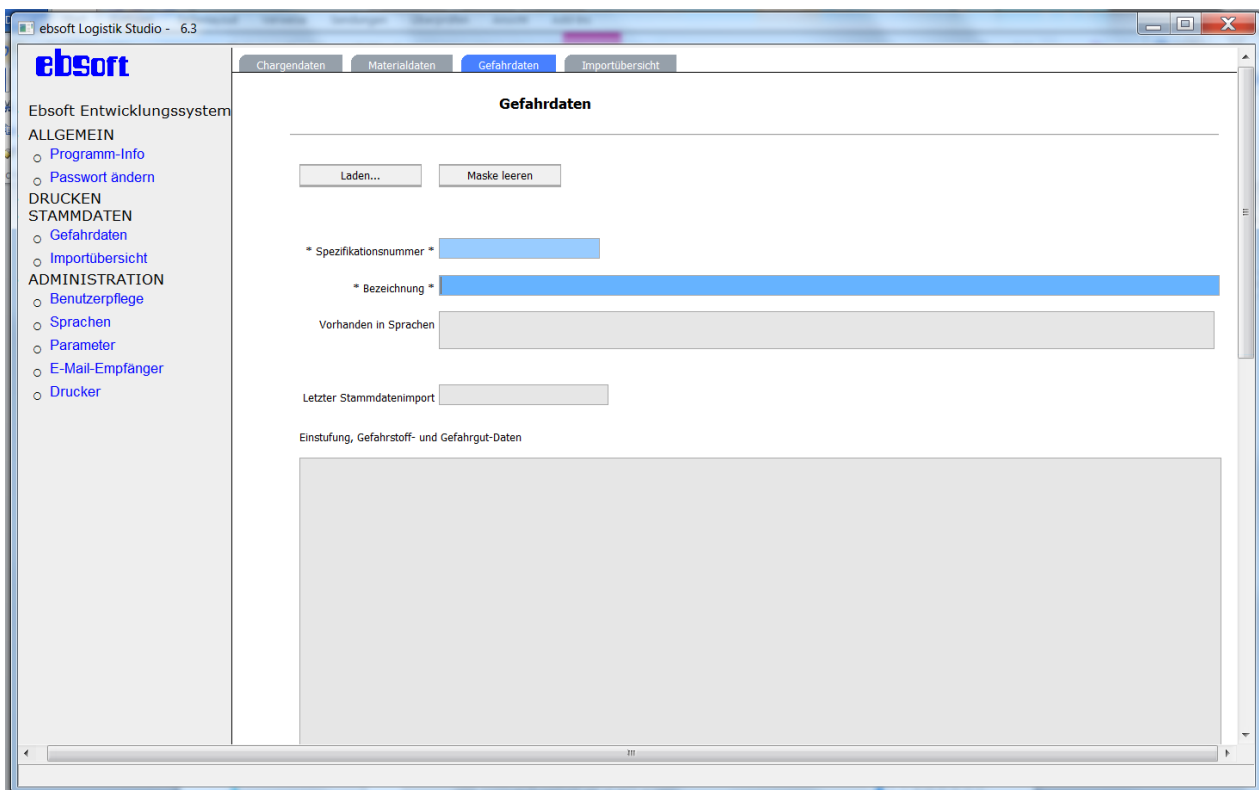 ebsoft Logistik Studio - 6.3
ebsoft
Ebsoft Entwicklungssystem
ALLGEMEIN
Programm-Info
Passwort ändern
DRUCKEN
STAMMDATEN
Gefahrdaten
Importübersicht
ADMINISTRATION
Benutzerpflege
Sprachen
Parameter
E-Mail-Empfänger
Drucker
Chargendaten Materialdaten Gefahrdaten Importübersicht
Gefahrdaten
Laden... Maske leeren
* Spezifikationsnummer *
* Bezeichnung *
Vorhanden in Sprachen
Letzter Stammdatenimport
Einstufung, Gefahrstoff- und Gefahrgut-Daten